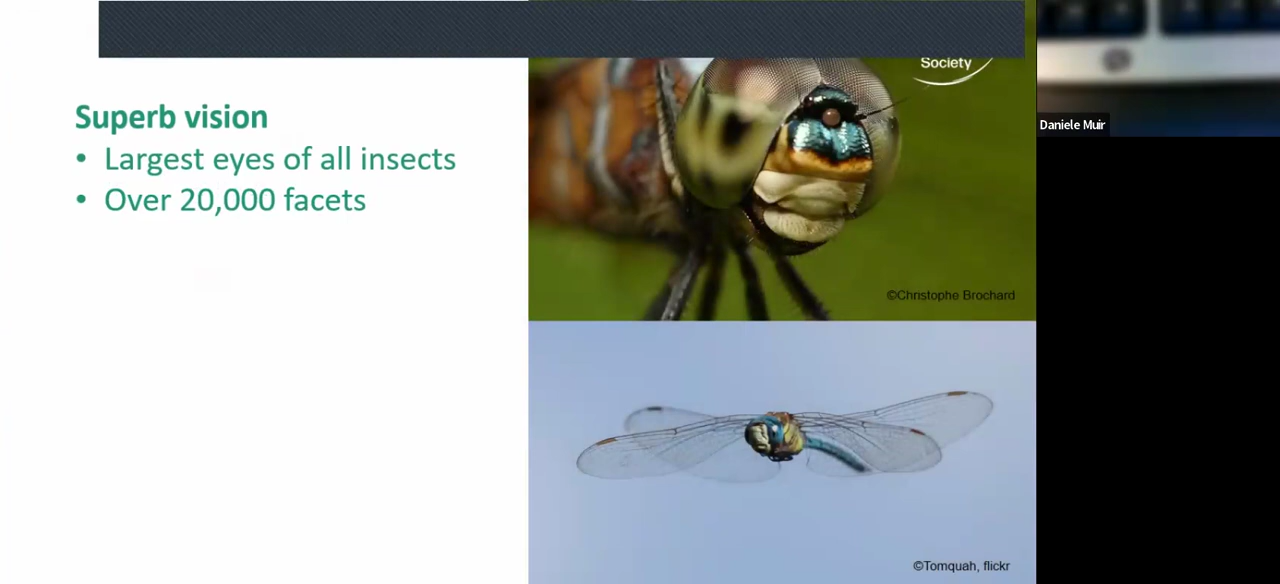 Society
Superb vision
• Largest eyes of all insects
• Over 20,000 facets
©Christophe Brochard
©Tomquah, flickr
Daniele Muir